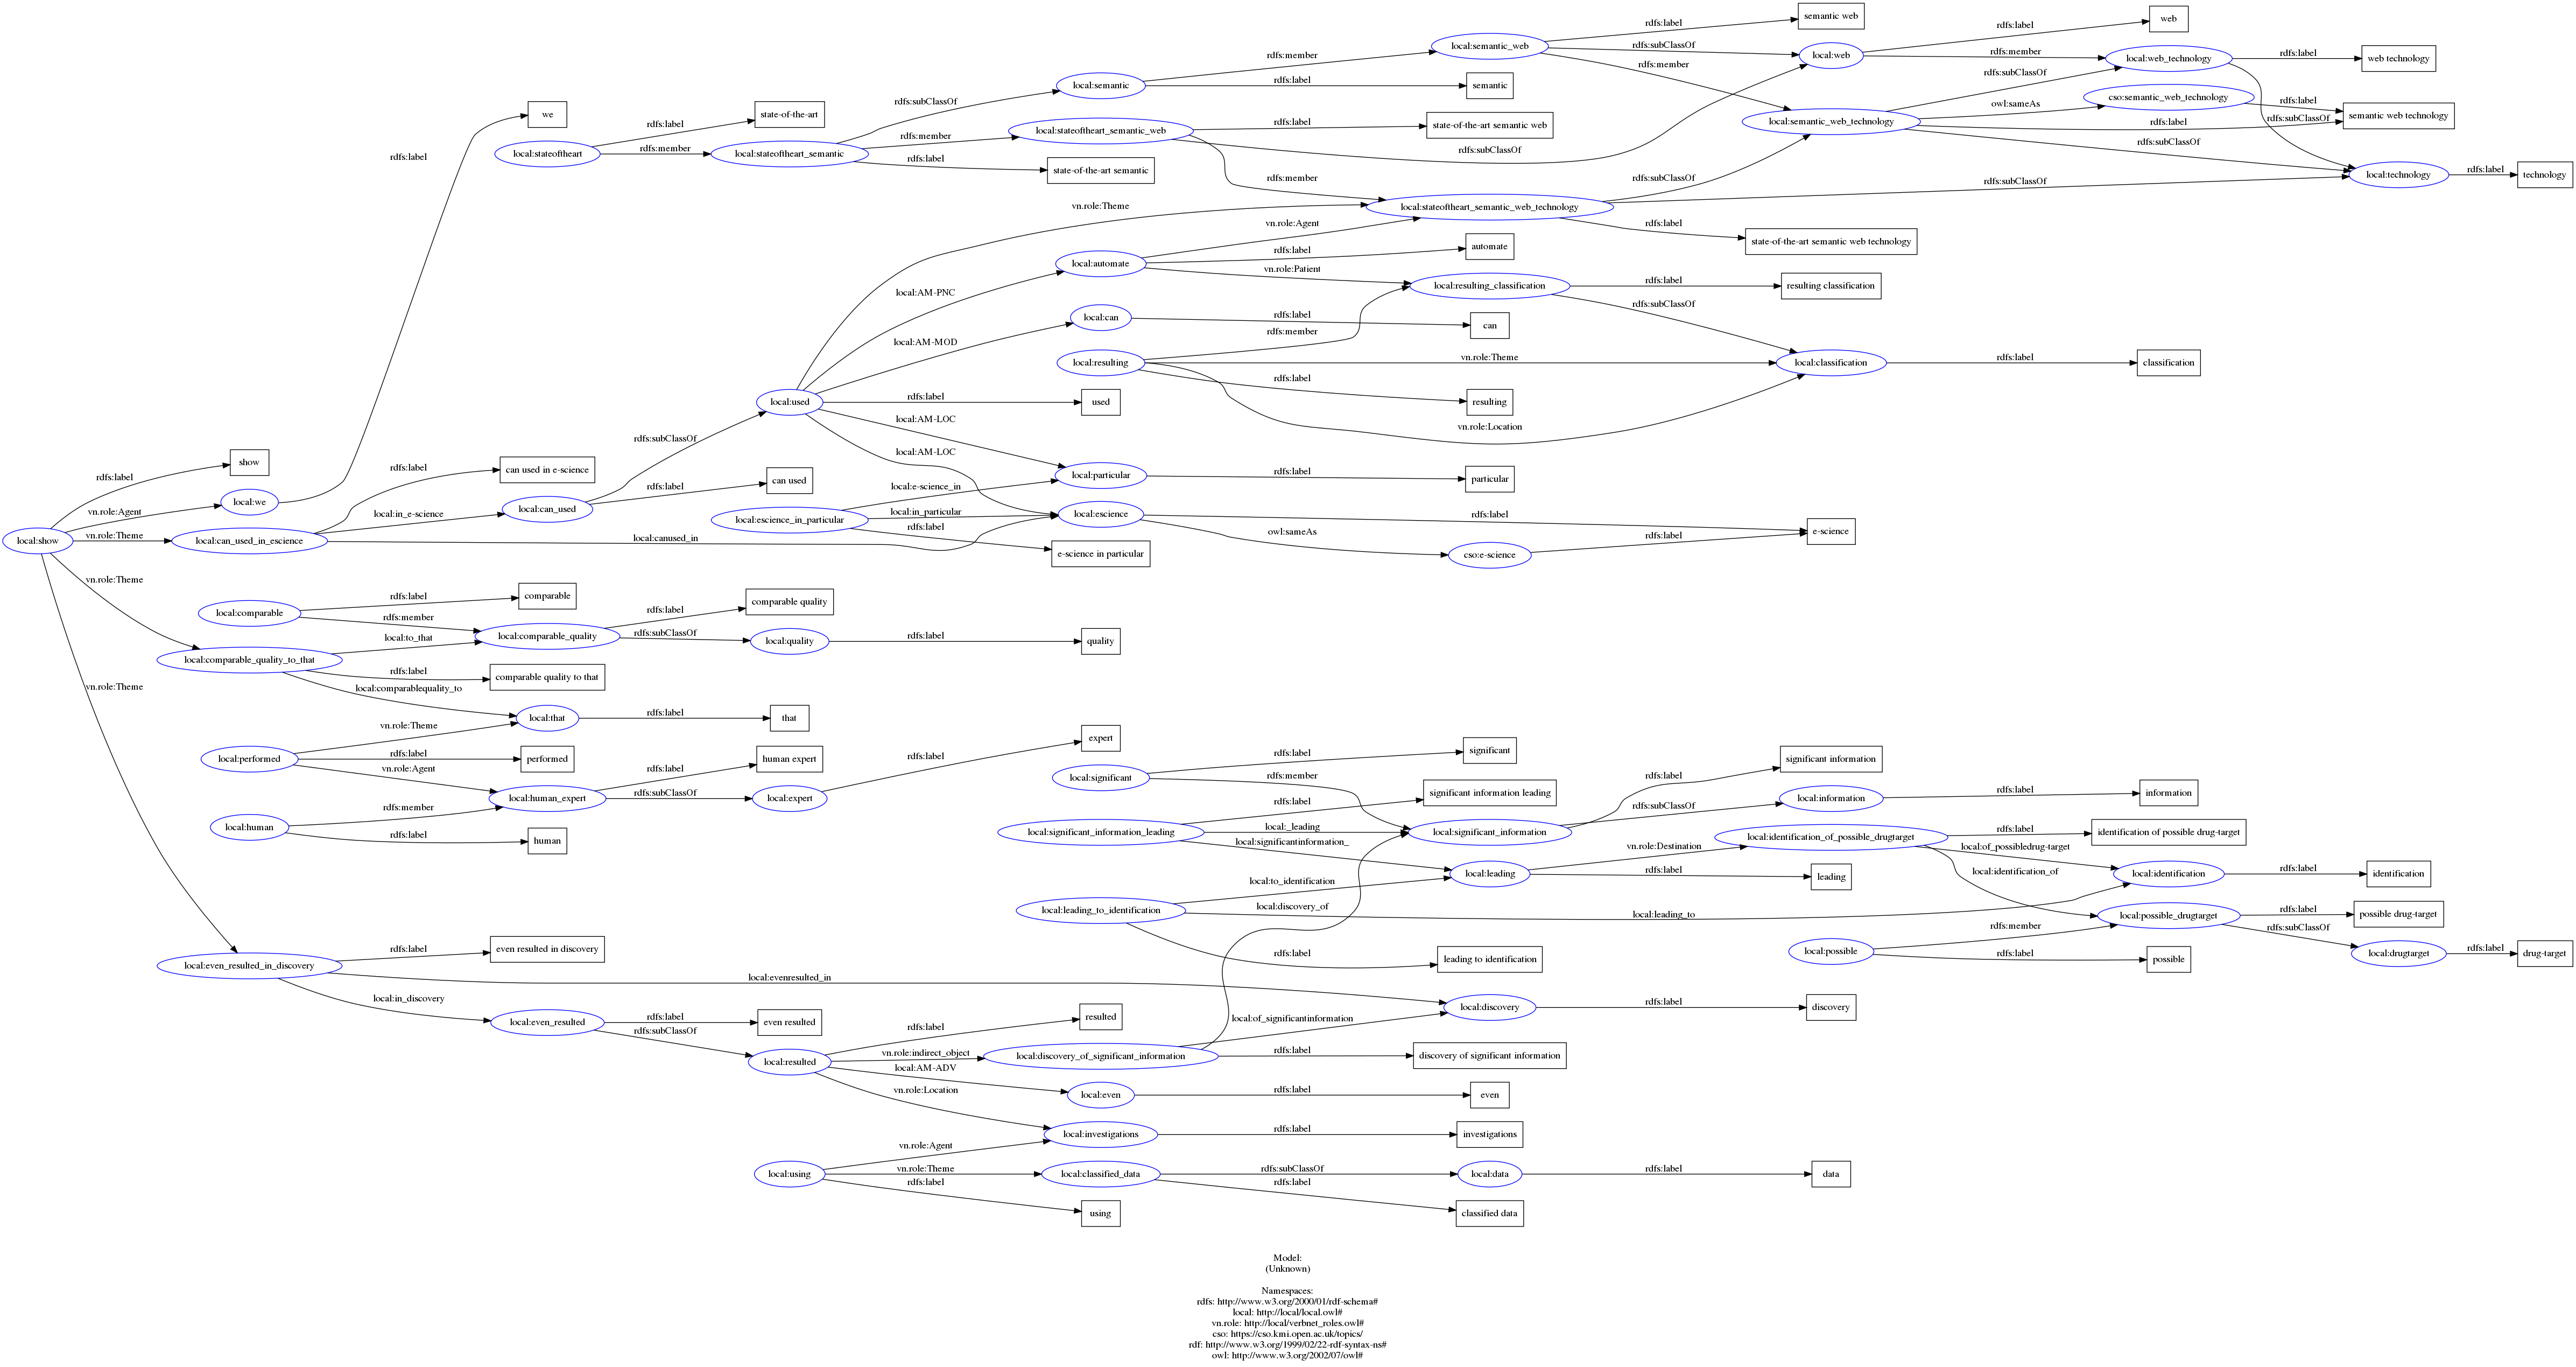 local:show
rdfs:label
show
vn.role:Agent
local:we
rdfs:label
we
vn.role:Theme
local:can_used_in_escience
rdfs:label
can used in e-science
local:in_e-science
local:can_used
rdfs:subClassOf
rdfs:label
can used
local:canused_in
vn.role:Theme
local:comparable_quality_to_that
local:to_that
rdfs:label
comparable quality to that
local:comparablequality_to
vn.role:Theme
local:even_resulted_in_discovery
rdfs:label
even resulted in discovery
local:evenresulted_in
local:in_discovery
local:stateoftheart
rdfs:label
state-of-the-art
rdfs:member
local:stateoftheart_semantic
rdfs:subClassOf
local:semantic
rdfs:member
local:stateoftheart_semantic_web
rdfs:label
state-of-the-art semantic
rdfs:member
local:semantic_web
rdfs:label
semantic
rdfs:label
state-of-the-art semantic web
rdfs:subClassOf
rdfs:member
rdfs:label
semantic web
rdfs:subClassOf
local:web
rdfs:member
local:semantic_web_technology
rdfs:label
web
rdfs:member
local:web_technology
rdfs:label
web technology
rdfs:subClassOf
rdfs:subClassOf
owl:sameAs
cso:semantic_web_technology
rdfs:label
semantic web technology
rdfs:label
rdfs:subClassOf
local:technology
rdfs:label
technology
local:stateoftheart_semantic_web_technology
rdfs:subClassOf
rdfs:subClassOf
rdfs:label
state-of-the-art semantic web technology
local:used
vn.role:Theme
local:AM-PNC
local:automate
vn.role:Agent
rdfs:label
automate
vn.role:Patient
local:resulting_classification
rdfs:label
resulting classification
rdfs:subClassOf
local:AM-MOD
local:can
rdfs:label
can
rdfs:label
used
local:resulting
rdfs:member
vn.role:Theme
local:classification
rdfs:label
classification
rdfs:label
resulting
vn.role:Location
local:AM-LOC
local:particular
rdfs:label
particular
local:AM-LOC
local:escience
rdfs:label
e-science
owl:sameAs
cso:e-science
rdfs:label
local:escience_in_particular
local:e-science_in
local:in_particular
rdfs:label
e-science in particular
local:comparable
rdfs:label
comparable
rdfs:member
local:comparable_quality
rdfs:label
comparable quality
rdfs:subClassOf
local:quality
rdfs:label
quality
local:that
rdfs:label
that
local:performed
vn.role:Theme
rdfs:label
performed
vn.role:Agent
local:human_expert
rdfs:label
human expert
rdfs:subClassOf
local:expert
rdfs:label
expert
local:human
rdfs:member
rdfs:label
human
local:significant
rdfs:label
significant
rdfs:member
local:significant_information
rdfs:label
significant information
rdfs:subClassOf
local:information
rdfs:label
information
local:significant_information_leading
rdfs:label
significant information leading
local:_leading
local:significantinformation_
local:leading
vn.role:Destination
local:identification_of_possible_drugtarget
rdfs:label
identification of possible drug-target
local:of_possibledrug-target
local:identification
rdfs:label
identification
local:identification_of
rdfs:label
leading
local:leading_to_identification
local:to_identification
local:leading_to
rdfs:label
leading to identification
local:possible_drugtarget
rdfs:label
possible drug-target
rdfs:subClassOf
local:drugtarget
rdfs:label
drug-target
local:possible
rdfs:member
rdfs:label
possible
local:discovery_of
local:discovery
rdfs:label
discovery
local:even_resulted
rdfs:label
even resulted
rdfs:subClassOf
local:resulted
rdfs:label
resulted
vn.role:indirect_object
local:discovery_of_significant_information
local:of_significantinformation
rdfs:label
discovery of significant information
local:AM-ADV
local:even
rdfs:label
even
vn.role:Location
local:investigations
rdfs:label
investigations
local:using
vn.role:Agent
vn.role:Theme
local:classified_data
rdfs:subClassOf
local:data
rdfs:label
data
rdfs:label
classified data
rdfs:label
using
Model:
(Unknown)
Namespaces:
rdfs: http://www.w3.org/2000/01/rdf-schema#
local: http://local/local.owl#
vn.role: http://local/verbnet_roles.owl#
cso: https://cso.kmi.open.ac.uk/topics/
rdf: http://www.w3.org/1999/02/22-rdf-syntax-ns#
owl: http://www.w3.org/2002/07/owl#